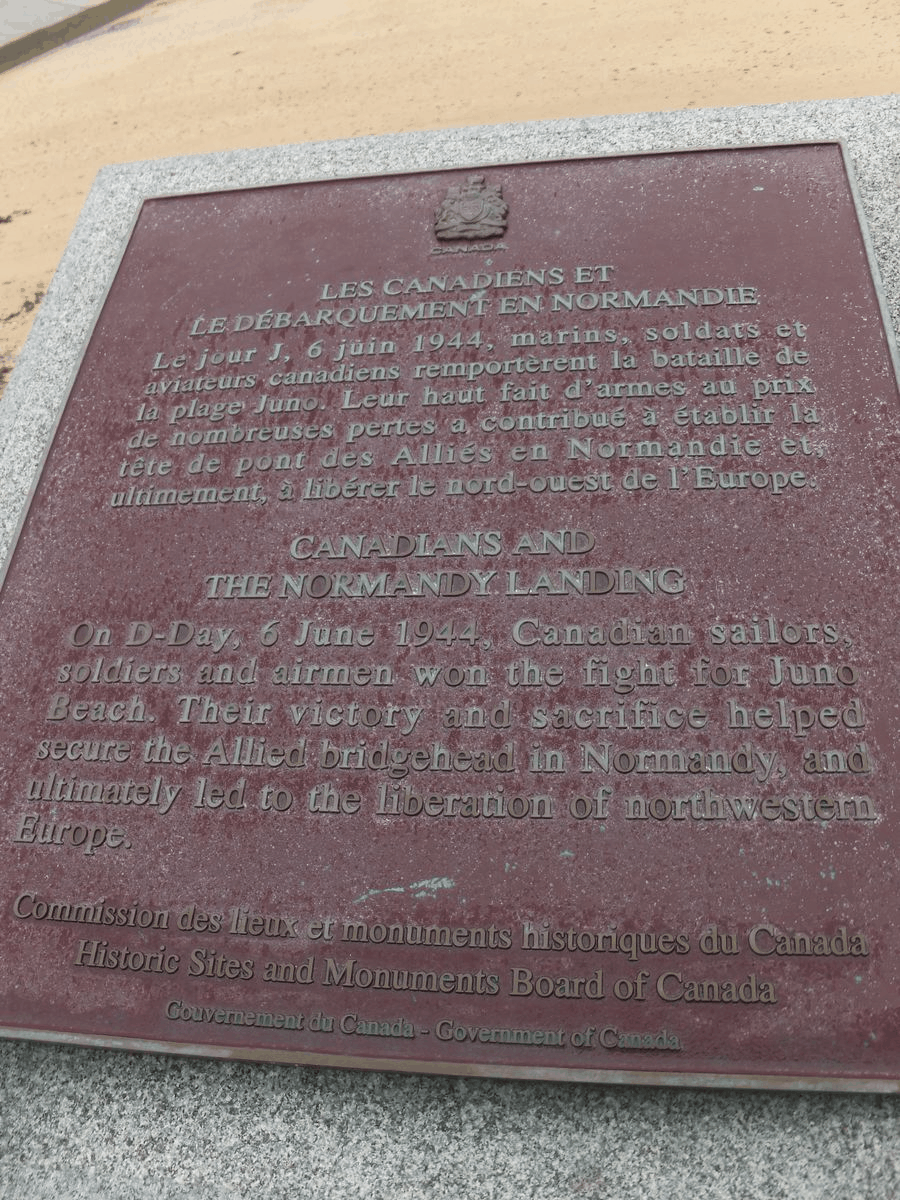 CANADA
LES CANADIENS ET
LE DÉBARQUEMENT EN NORMANDIE
Le jour J, 6 juin 1944, marins, soldats et
aviateurs canadiens remportèrent la bataille de
la plage Juno. Leur haut fait d'armes au prix
de nombreuses pertes a contribué à établir la
tête de pont des Alliés en Normandie et,
ultimement, à libérer le nord-ouest de l'Europe.
CANADIANS AND
THE NORMANDY LANDING
On D-Day, 6 June 1944, Canadian sailors,
soldiers and airmen won the fight for Juno
Beach. Their victory and sacrifice helped
secure the Allied bridgehead in Normandy, and
ultimately led to the liberation of northwestern
Europe.
Commission des lieux et monuments historiques du Canada
Historic Sites and Monuments Board of Canada
Gouvernement du Canada - Government of Canada